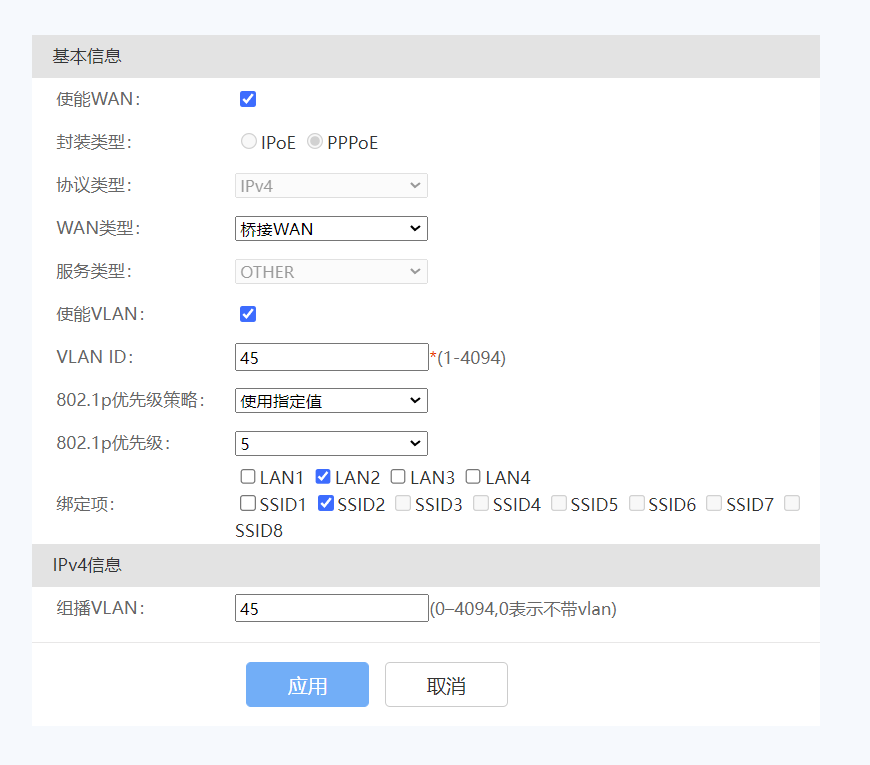 基本信息
使能WAN：
封装类型： IPoE PPPoE
协议类型： IPv4
WAN类型： 桥接WAN
服务类型： OTHER
使能VLAN：
VLAN ID： 45 *(1-4094)
802.1p优先级策略： 使用指定值
802.1p优先级： 5
LAN1 LAN2 LAN3 LAN4
绑定项： SSID1 SSID2 SSID3 SSID4 SSID5 SSID6 SSID7
SSID8
IPv4信息
组播VLAN： 45 (0–4094,0表示不带vlan)
应用 取消